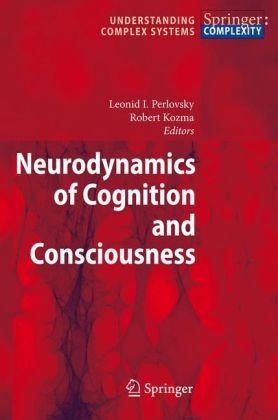 UNDERSTANDING
COMPLEX SYSTEMS
Springer:
COMPLEXITY
Leonid I. Perlovsky
Robert Kozma
Editors
Neurodynamics
of Cognition
and
Consciousness
Springer